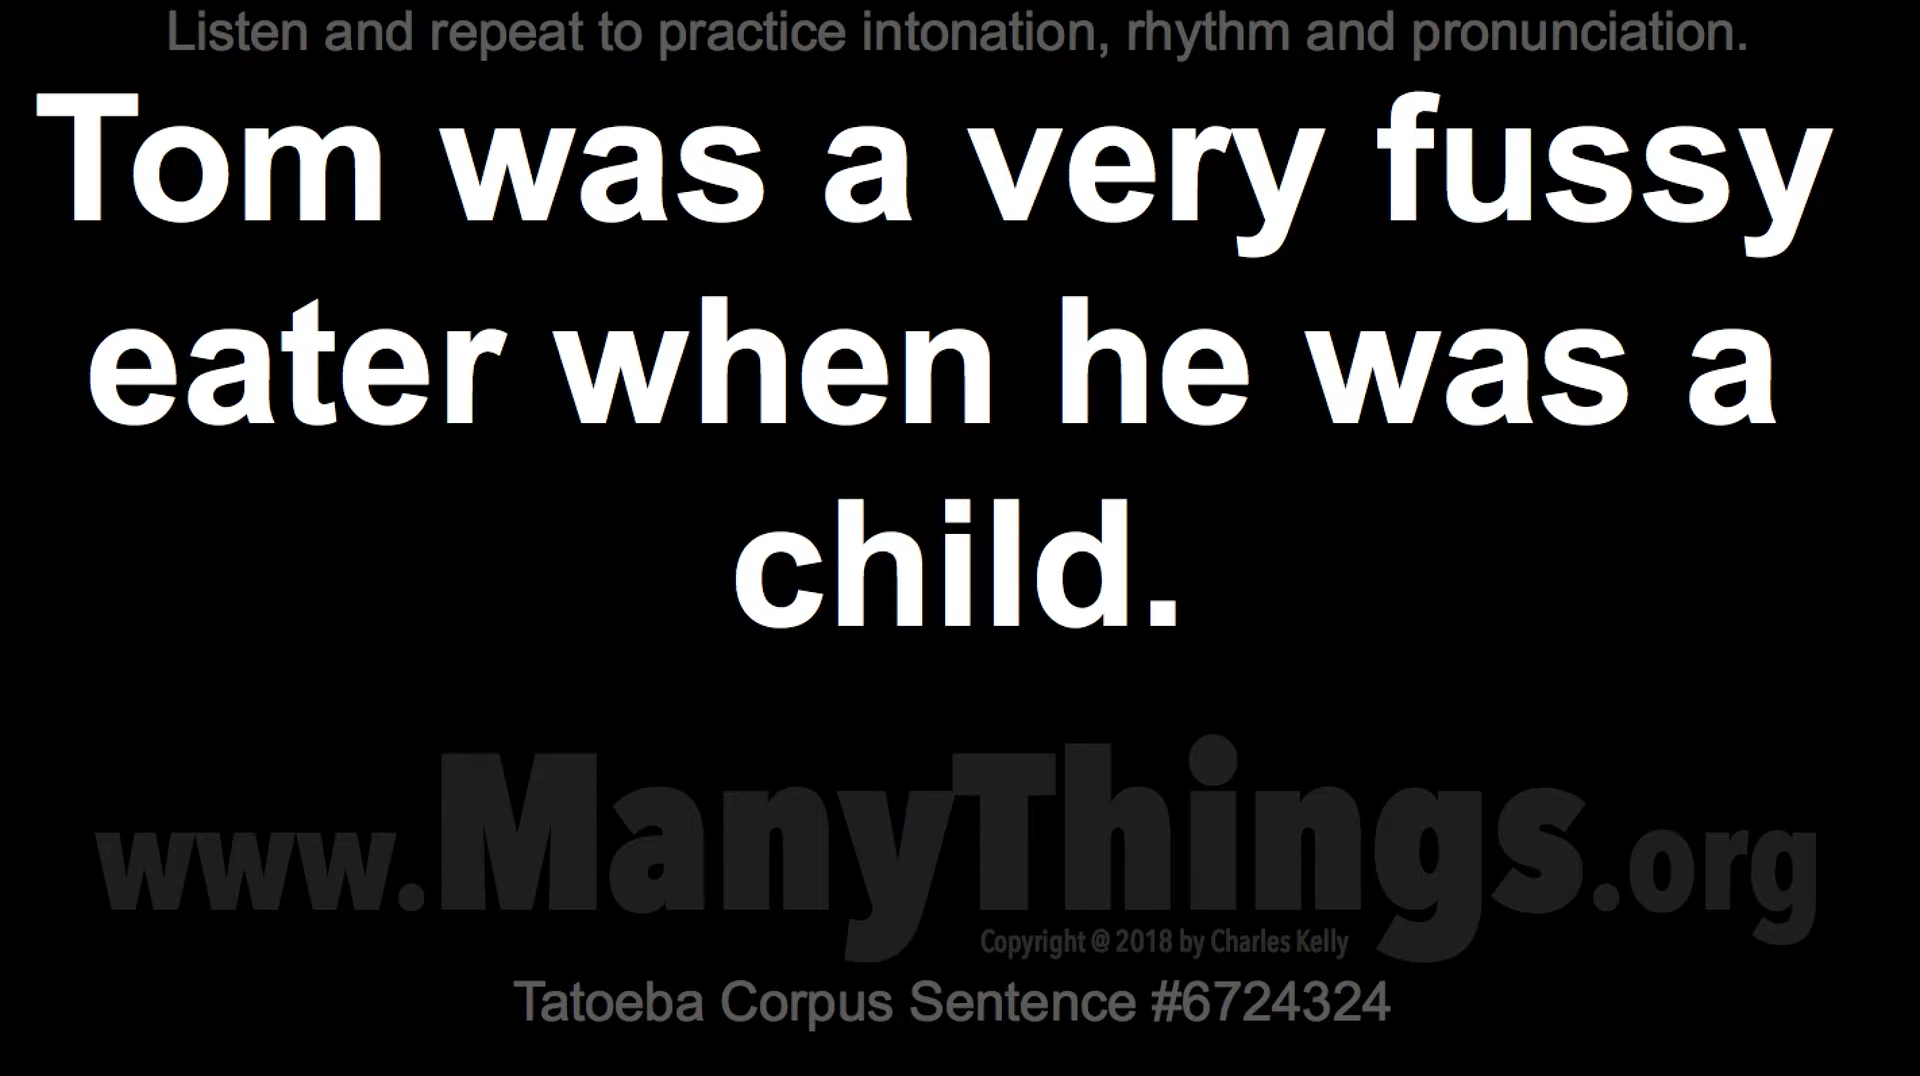 Listen and repeat to practice intonation, rhythm and pronunciation.
Tom was a very fussy
eater when he was a
child.
www.ManyThings.org
Copyright @ 2018 by Charles Kelly
Tatoeba Corpus Sentence #6724324